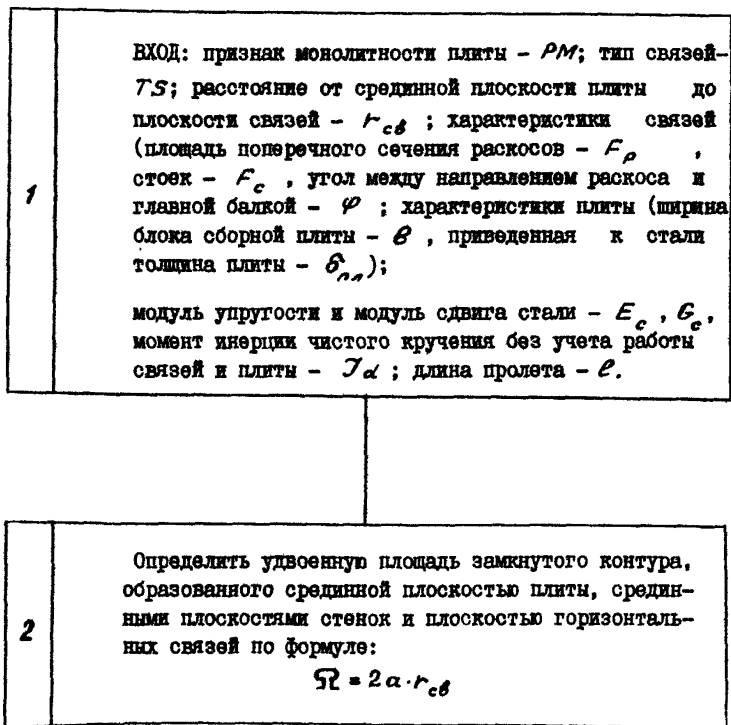 ВХОД: признак монолитности плиты - PM; тип связей-
TS; расстояние от срединной плоскости плиты до
плоскости связей - r_св ; характеристики связей
(площадь поперечного сечения раскосов - F_р ,
стоек - F_с , угол между направлением раскоса и
1 главной балкой - φ ; характеристики плиты (ширина
блока сборной плиты - в , приведенная к стали
толщина плиты - δ_пл);
модуль упругости и модуль сдвига стали - E_с , G_с,
момент инерции чистого кручения без учета работы
связей и плиты - J_d ; длина пролета - ℓ.
Определить удвоенную площадь замкнутого контура,
образованного срединной плоскостью плиты, средин-
ными плоскостями стенок и плоскостью горизонталь-
2 ных связей по формуле:
Ω = 2a·r_св